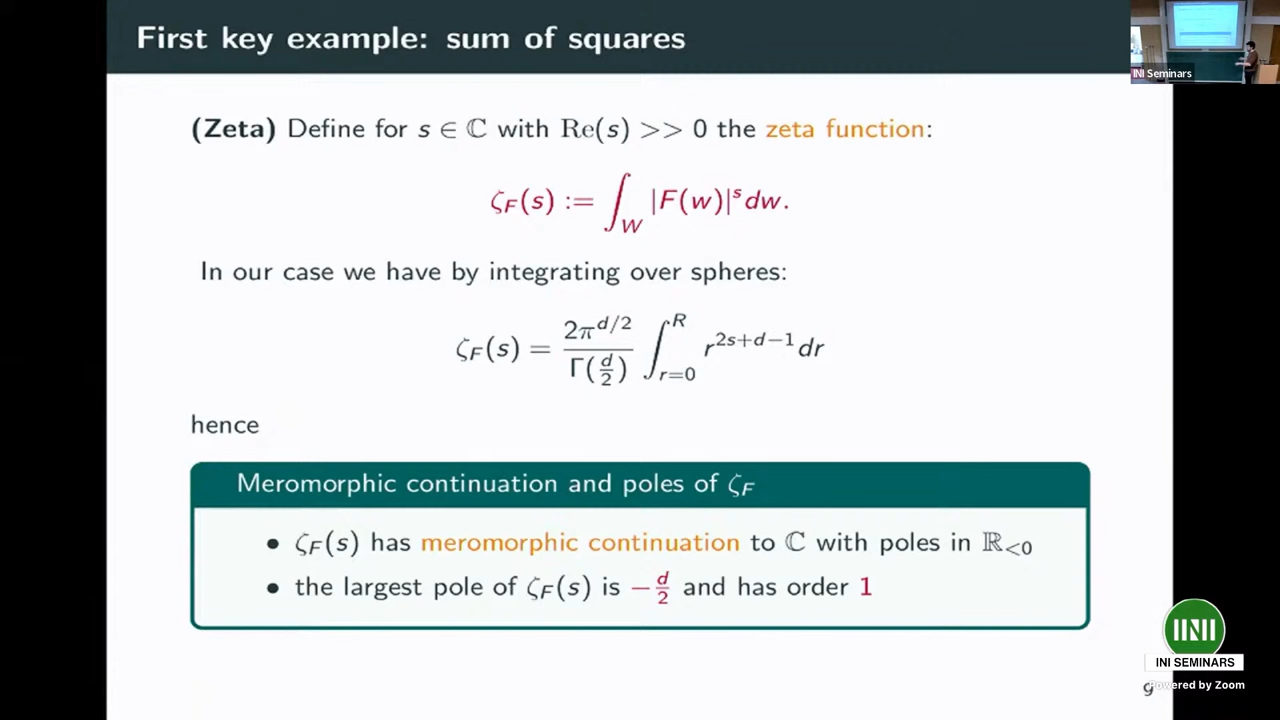 First key example: sum of squares
INI Seminars
(Zeta) Define for s ∈ ℂ with Re(s) >> 0 the zeta function:
ζ_F(s) := ∫_W |F(w)|^s dw.
In our case we have by integrating over spheres:
ζ_F(s) = \frac{2π^{d/2}}{Γ(\frac{d}{2})} ∫_{r=0}^{R} r^{2s+d−1} dr
hence
Meromorphic continuation and poles of ζ_F
• ζ_F(s) has meromorphic continuation to ℂ with poles in ℝ_{<0}
• the largest pole of ζ_F(s) is −\frac{d}{2} and has order 1
INI SEMINARS
Powered by Zoom
9